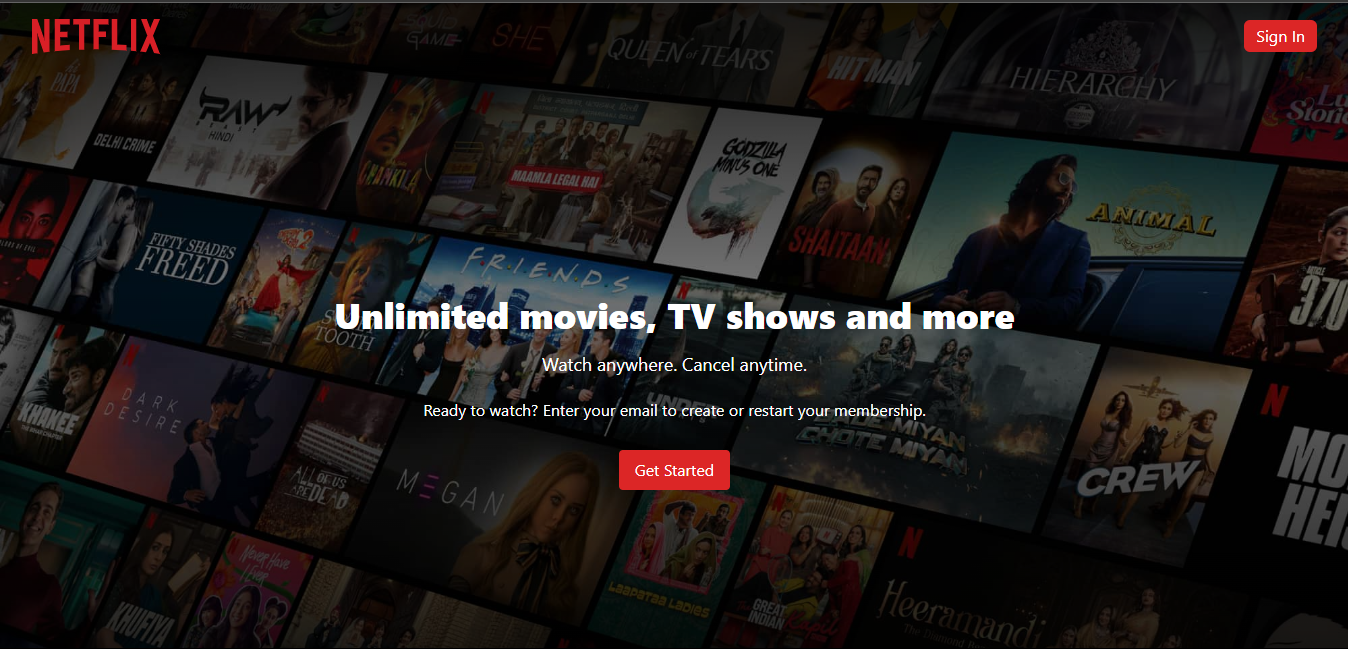 NETFLIX
Sign In
SQUID
GAME
SHE
QUEEN of TEARS
HIT MAN
HIERARCHY
PAPA
DELHI CRIME
RAW
HINDI
CHAMKILA
MAAMLA LEGAL HAI
GODZILLA
MINUS ONE
SHAITAAN
ANIMAL
ARTICLE
370
FIFTY SHADES
FREED
F·R·I·E·N·D·S
TOOTH
Unlimited movies, TV shows and more
Watch anywhere. Cancel anytime.
Ready to watch? Enter your email to create or restart your membership.
Get Started
KHAKEE
DARK
DESIRE
ALL OF US
ARE DEAD
MEGAN
BADE MIYAN
CHOTE MIYAN
CREW
KHUFIYA
Never Have
I Ever
LAAPATAA LADIES
GREAT
INDIAN
Heeramandi